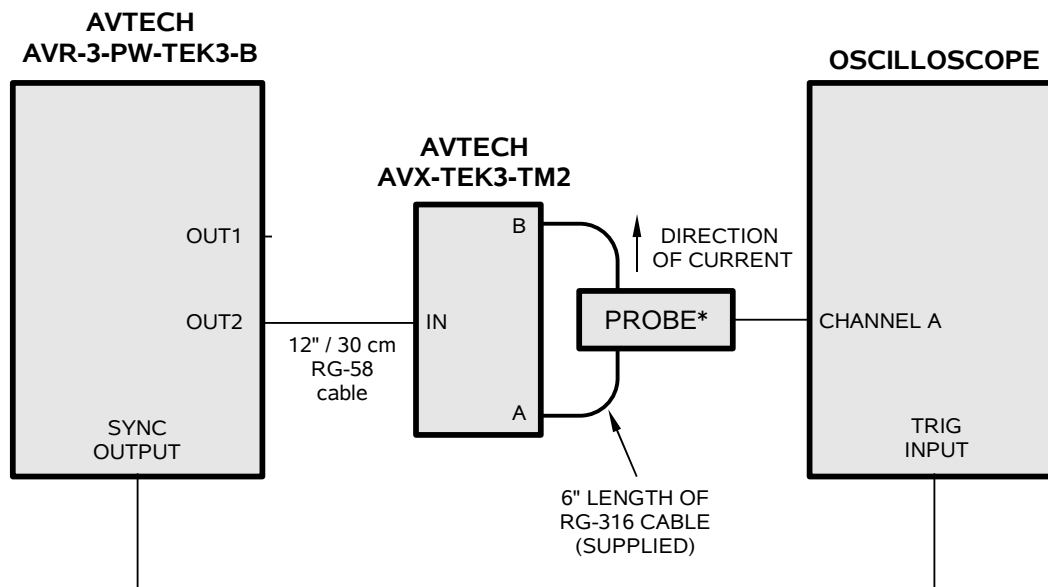 AVTECH
AVR-3-PW-TEK3-B
OUT1
OUT2
SYNC
OUTPUT
12" / 30 cm
RG-58
cable
AVTECH
AVX-TEK3-TM2
IN
B
A
DIRECTION
OF CURRENT
PROBE*
6" LENGTH OF
RG-316 CABLE
(SUPPLIED)
OSCILLOSCOPE
CHANNEL A
TRIG
INPUT